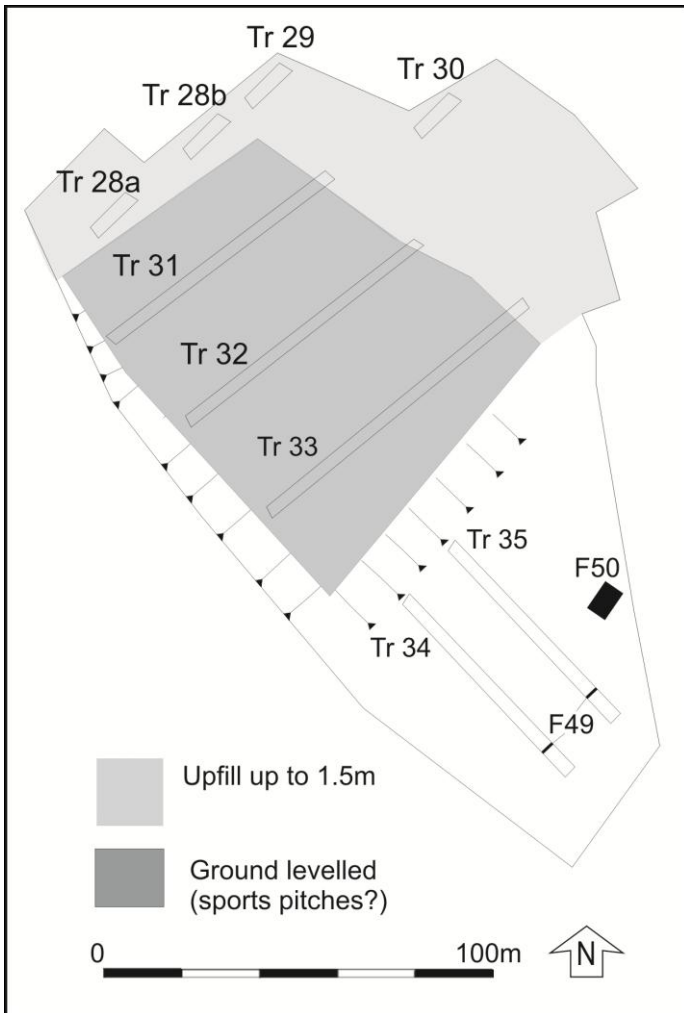 Tr 29
Tr 30
Tr 28b
Tr 28a
Tr 31
Tr 32
Tr 33
Tr 35
F50
Tr 34
F49
Upfill up to 1.5m
Ground levelled
(sports pitches?)
0
100m
N